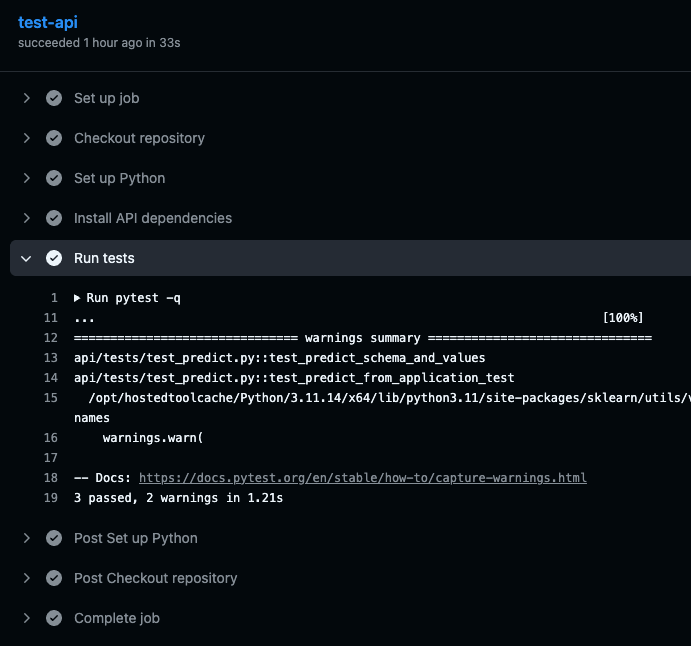 test-api
succeeded 1 hour ago in 33s
Set up job
Checkout repository
Set up Python
Install API dependencies
Run tests
1 Run pytest -q
11 ... [100%]
12 =============================== warnings summary ===============================
13 api/tests/test_predict.py::test_predict_schema_and_values
14 api/tests/test_predict.py::test_predict_from_application_test
15 /opt/hostedtoolcache/Python/3.11.14/x64/lib/python3.11/site-packages/sklearn/utils/
names
16 warnings.warn(
17
18 -- Docs: https://docs.pytest.org/en/stable/how-to/capture-warnings.html
19 3 passed, 2 warnings in 1.21s
Post Set up Python
Post Checkout repository
Complete job